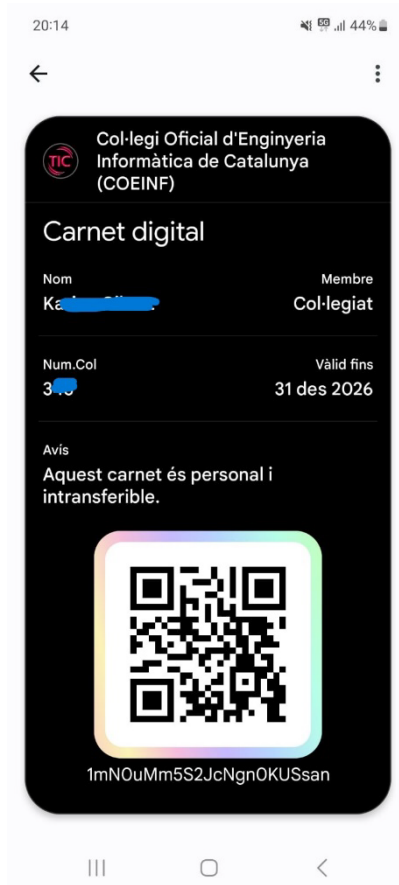 20:14
5G 44%
TIC
Col·legi Oficial d'Enginyeria
Informàtica de Catalunya
(COEINF)
Carnet digital
Nom Membre
Col·legiat
Num.Col Vàlid fins
31 des 2026
Avís
Aquest carnet és personal i
intransferible.
1mN0uMm5S2JcNgn0KUSsan